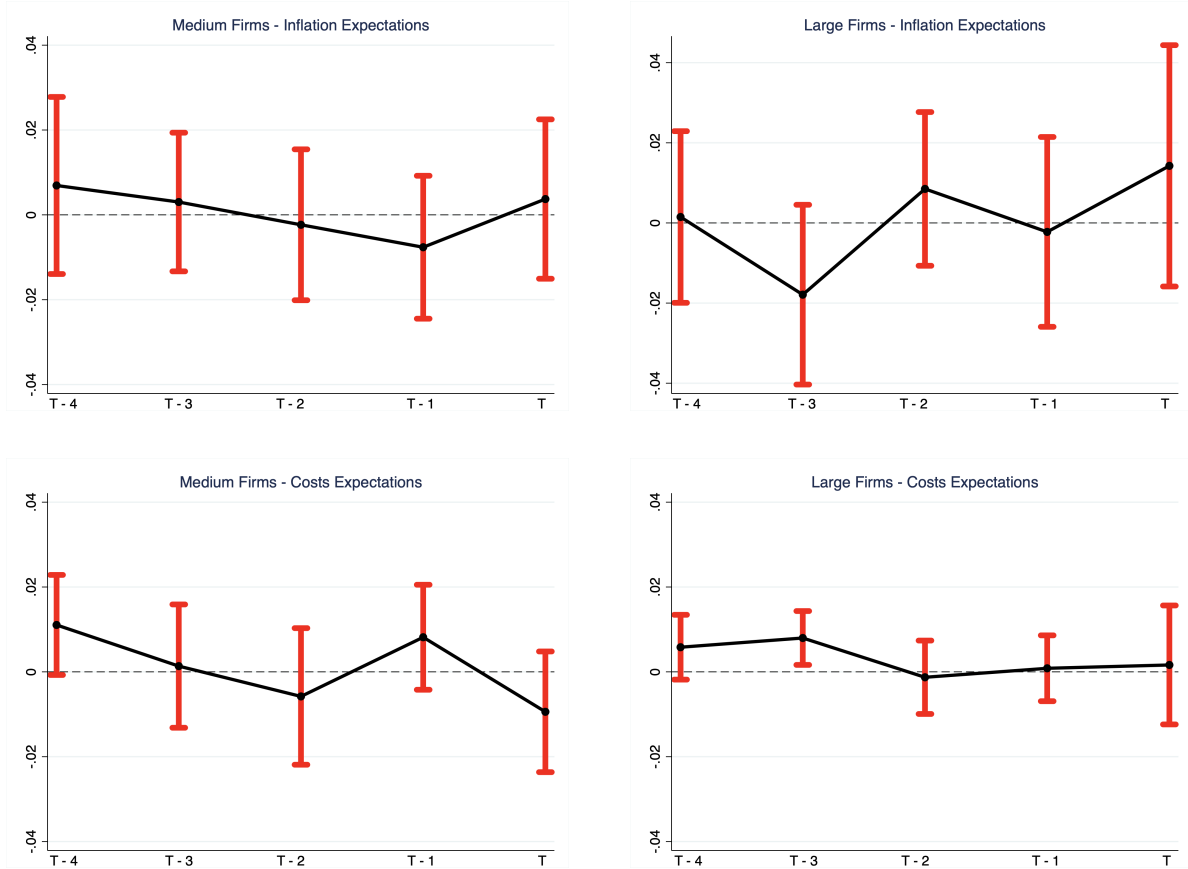 Medium Firms - Inflation Expectations
.04
.02
0
-.02
-.04
T - 4 T - 3 T - 2 T - 1 T
Large Firms - Inflation Expectations
.04
.02
0
-.02
-.04
T - 4 T - 3 T - 2 T - 1 T
Medium Firms - Costs Expectations
.04
.02
0
-.02
-.04
T - 4 T - 3 T - 2 T - 1 T
Large Firms - Costs Expectations
.04
.02
0
-.02
-.04
T - 4 T - 3 T - 2 T - 1 T